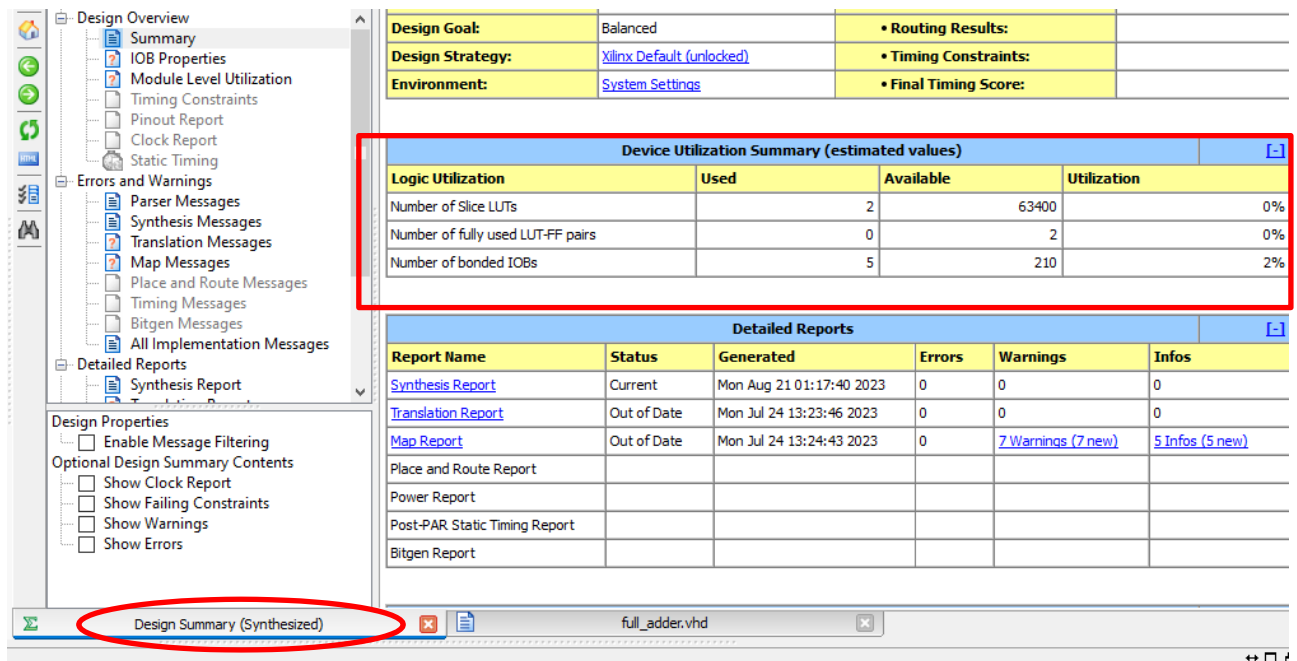 Design Overview
Summary
IOB Properties
Module Level Utilization
Timing Constraints
Pinout Report
Clock Report
Static Timing
Errors and Warnings
Parser Messages
Synthesis Messages
Translation Messages
Map Messages
Place and Route Messages
Timing Messages
Bitgen Messages
All Implementation Messages
Detailed Reports
Synthesis Report
Design Properties
Enable Message Filtering
Optional Design Summary Contents
Show Clock Report
Show Failing Constraints
Show Warnings
Show Errors
Design Goal: Balanced • Routing Results:
Design Strategy: Xilinx Default (unlocked) • Timing Constraints:
Environment: System Settings • Final Timing Score:
Device Utilization Summary (estimated values) [-]
Logic Utilization Used Available Utilization
Number of Slice LUTs 2 63400 0%
Number of fully used LUT-FF pairs 0 2 0%
Number of bonded IOBs 5 210 2%
Detailed Reports [-]
Report Name Status Generated Errors Warnings Infos
Synthesis Report Current Mon Aug 21 01:17:40 2023 0 0 0
Translation Report Out of Date Mon Jul 24 13:23:46 2023 0 0 0
Map Report Out of Date Mon Jul 24 13:24:43 2023 0 7 Warnings (7 new) 5 Infos (5 new)
Place and Route Report
Power Report
Post-PAR Static Timing Report
Bitgen Report
Σ Design Summary (Synthesized) full_adder.vhd